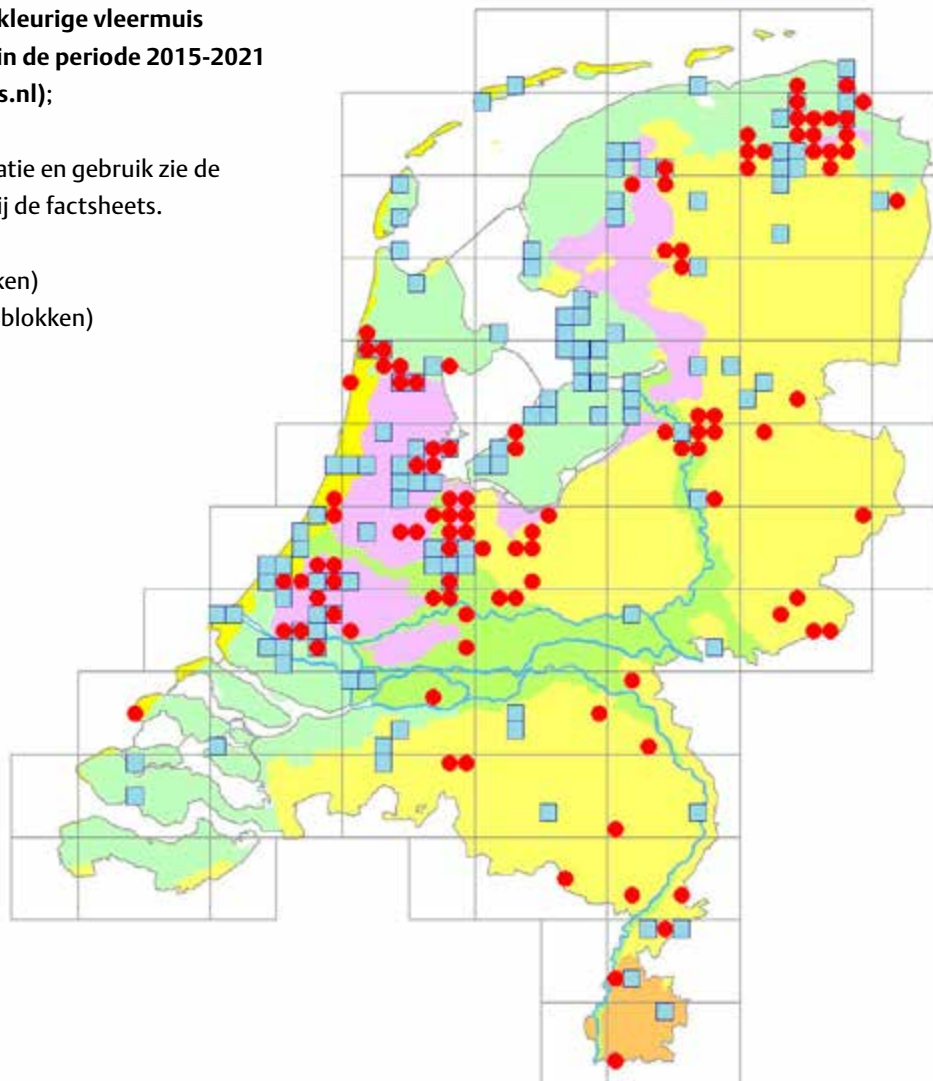 kleurige vleermuis
in de periode 2015-2021
s.nl);
atie en gebruik zie de
ij de factsheets.
ken)
blokken)